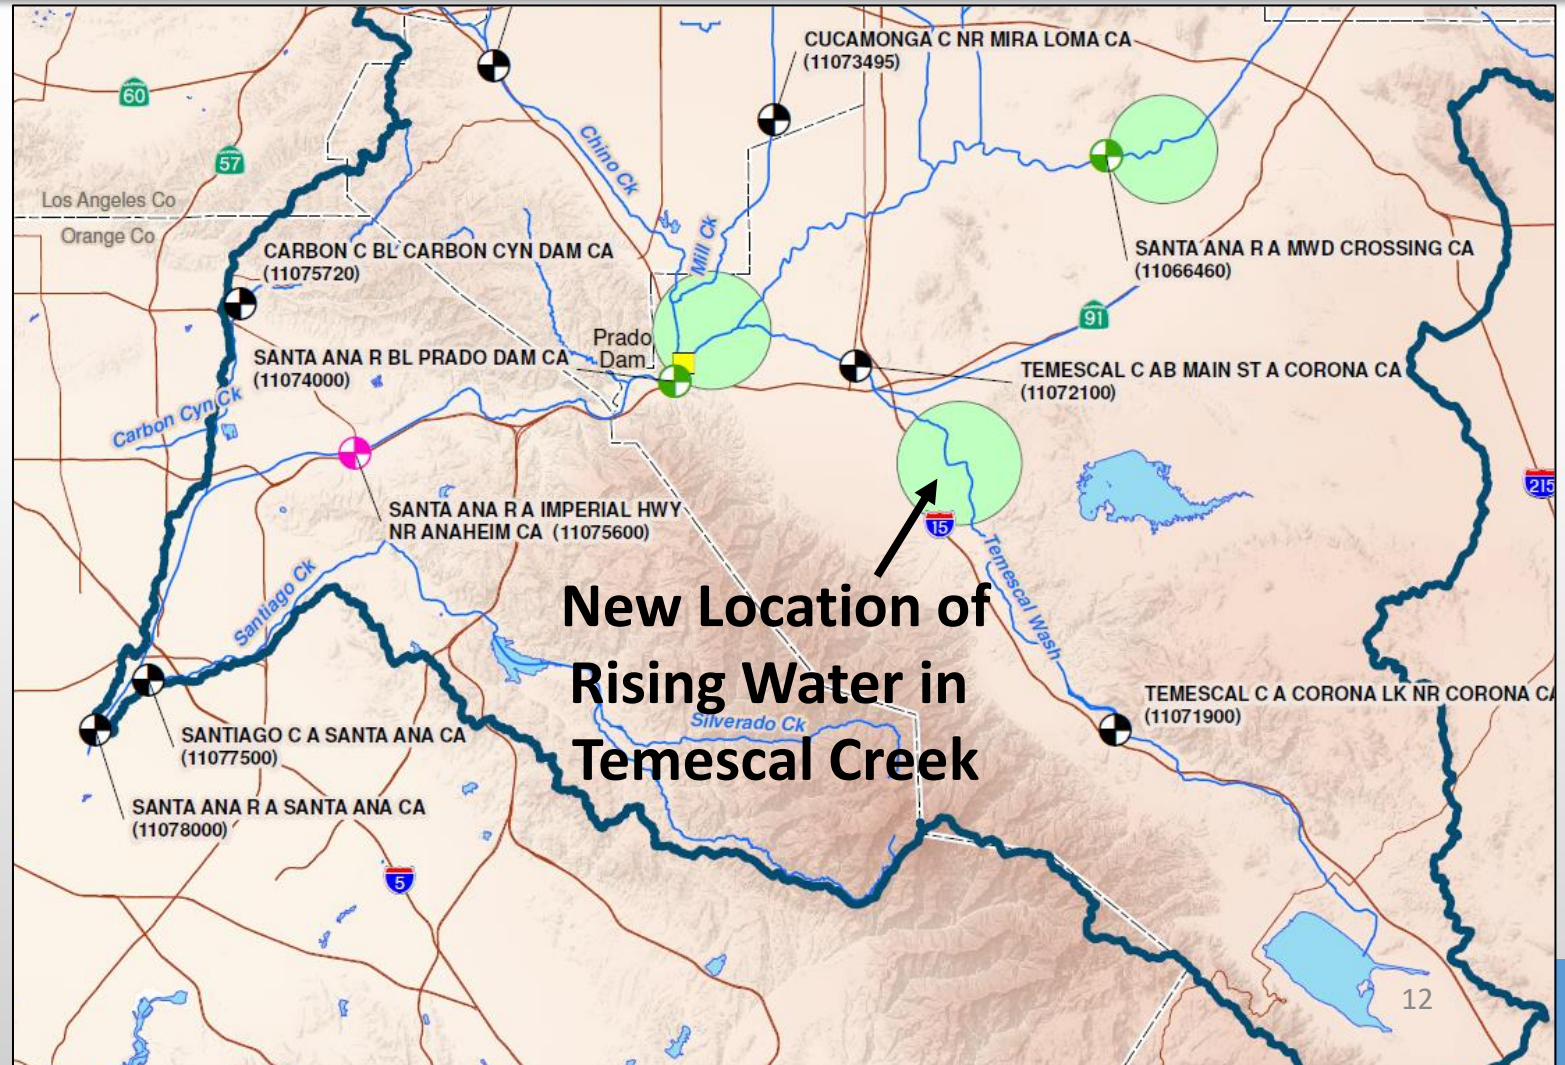 CUCAMONGA C NR MIRA LOMA CA
(11073495)
60
57
Chino Ck
Los Angeles Co
Orange Co
Mill Ck
CARBON C BL CARBON CYN DAM CA
(11075720)
SANTA ANA R A MWD CROSSING CA
(11066460)
91
Prado
Dam
SANTA ANA R BL PRADO DAM CA
(11074000)
TEMESCAL C AB MAIN ST A CORONA CA
(11072100)
Carbon Cyn Ck
215
SANTA ANA R A IMPERIAL HWY
NR ANAHEIM CA (11075600)
15
Temescal Wash
Santiago Ck
New Location of
Rising Water in
Temescal Creek
Silverado Ck
TEMESCAL C A CORONA LK NR CORONA CA
(11071900)
SANTIAGO C A SANTA ANA CA
(11077500)
SANTA ANA R A SANTA ANA CA
(11078000)
5
12